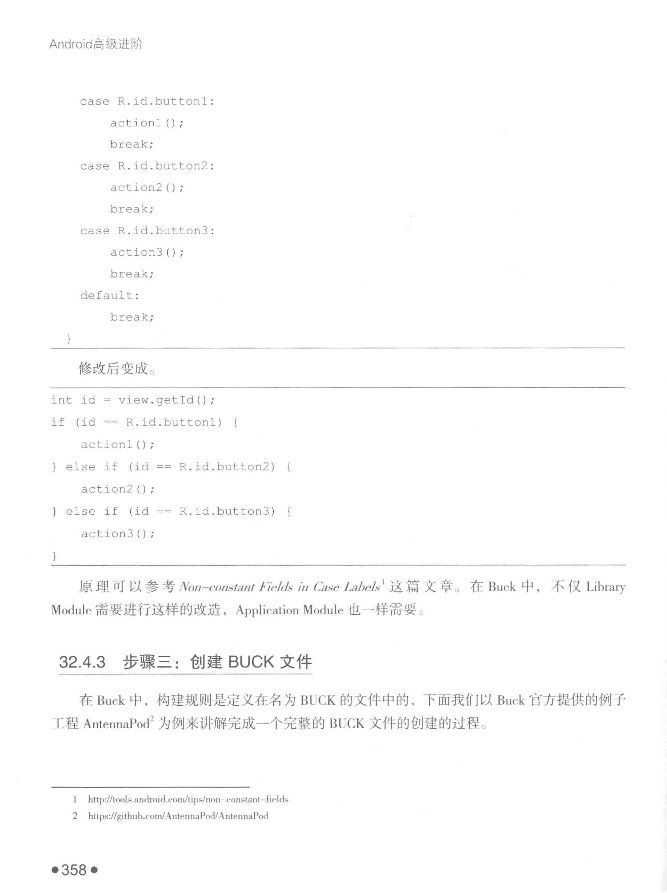 Android高级进阶
case R.id.button1:
action1();
break;
case R.id.button2:
action2();
break;
case R.id.button3:
action3();
break;
default:
break;
}
修改后变成。
int id = view.getId();
if (id == R.id.button1) {
action1();
} else if (id == R.id.button2) {
action2();
} else if (id == R.id.button3) {
action3();
}
原理可以参考 Non-constant Fields in Case Labels¹ 这篇文章。在 Buck 中，不仅 Library
Module 需要进行这样的改造，Application Module 也一样需要。
32.4.3 步骤三：创建 BUCK 文件
在 Buck 中，构建规则是定义在名为 BUCK 的文件中的，下面我们以 Buck 官方提供的例子
工程 AntennaPod² 为例来讲解完成一个完整的 BUCK 文件的创建的过程。
1 http://tools.android.com/tips/non-constant-fields
2 https://github.com/AntennaPod/AntennaPod
●358●